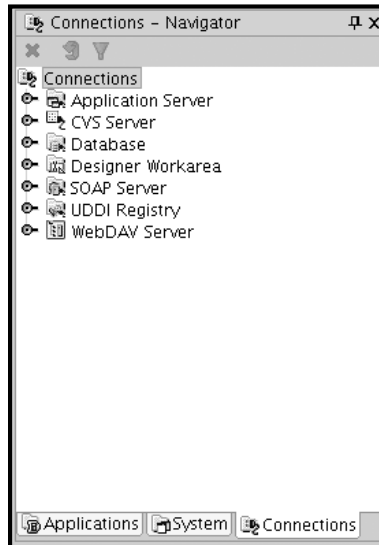 Connections - Navigator
Connections
Application Server
CVS Server
Database
Designer Workarea
SOAP Server
UDDI Registry
WebDAV Server
Applications System Connections